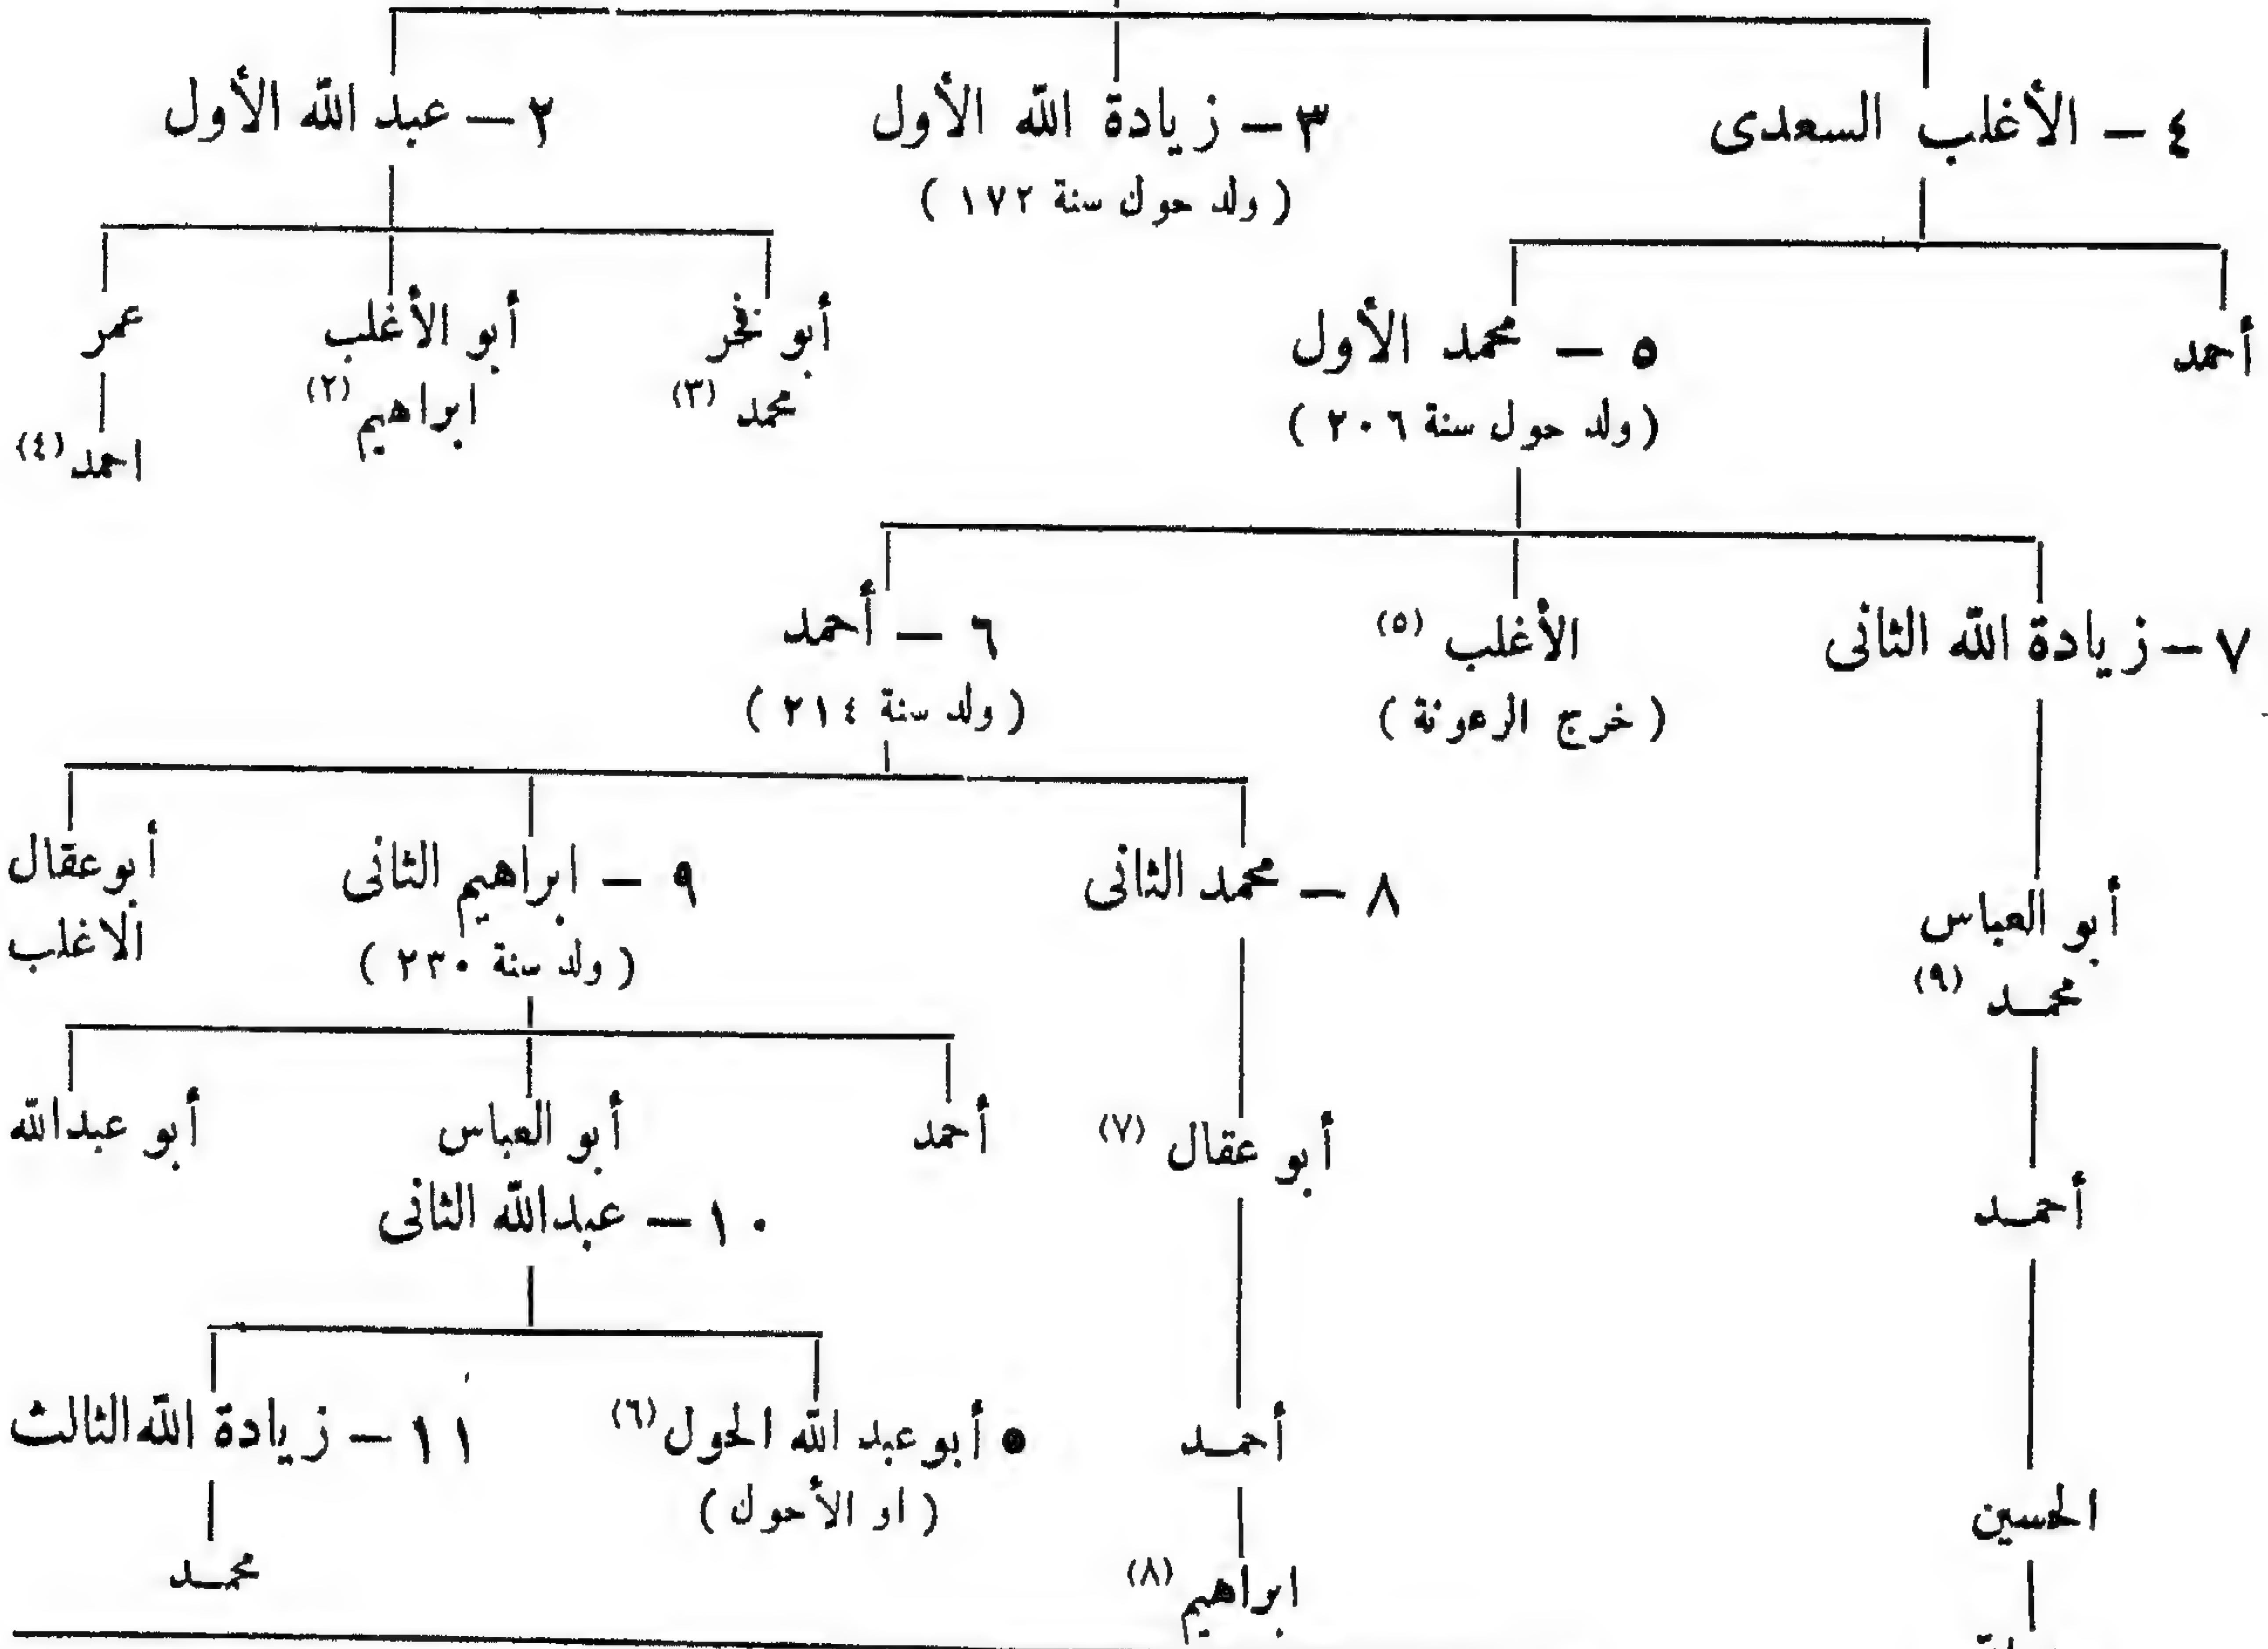 ٤ – الأغلب السعدى
٣ – زيادة الله الأول
٢ – عبد الله الأول
( ولد حول سنة ١٧٢ )
أبو فخر
أبو الأغلب
عمر
محمد (٣)
ابراهيم (٢)
احمد (٤)
أحمد
٥ – محمد الأول
( ولد حول سنة ٢٠٦ )
٧ – زيادة الله الثانى
الأغلب (٥)
٦ – أحمد
( خرج الرعونة )
( ولد سنة ٢١٤ )
٨ – محمد الثانى
٩ – ابراهيم الثانى
أبو عقال
الاغلب
( ولد سنة ٢٣٠ )
أبو العباس
محمد (٩)
أبو عقال (٧)
أحمد
أبو العباس
أبو عبدالله
١٠ – عبدالله الثانى
أحمد
أحمد
• أبو عبد الله الحول (٦)
١١ – زيادة الله الثالث
( او الأحول )
الحسين
ابراهيم (٨)
محمد